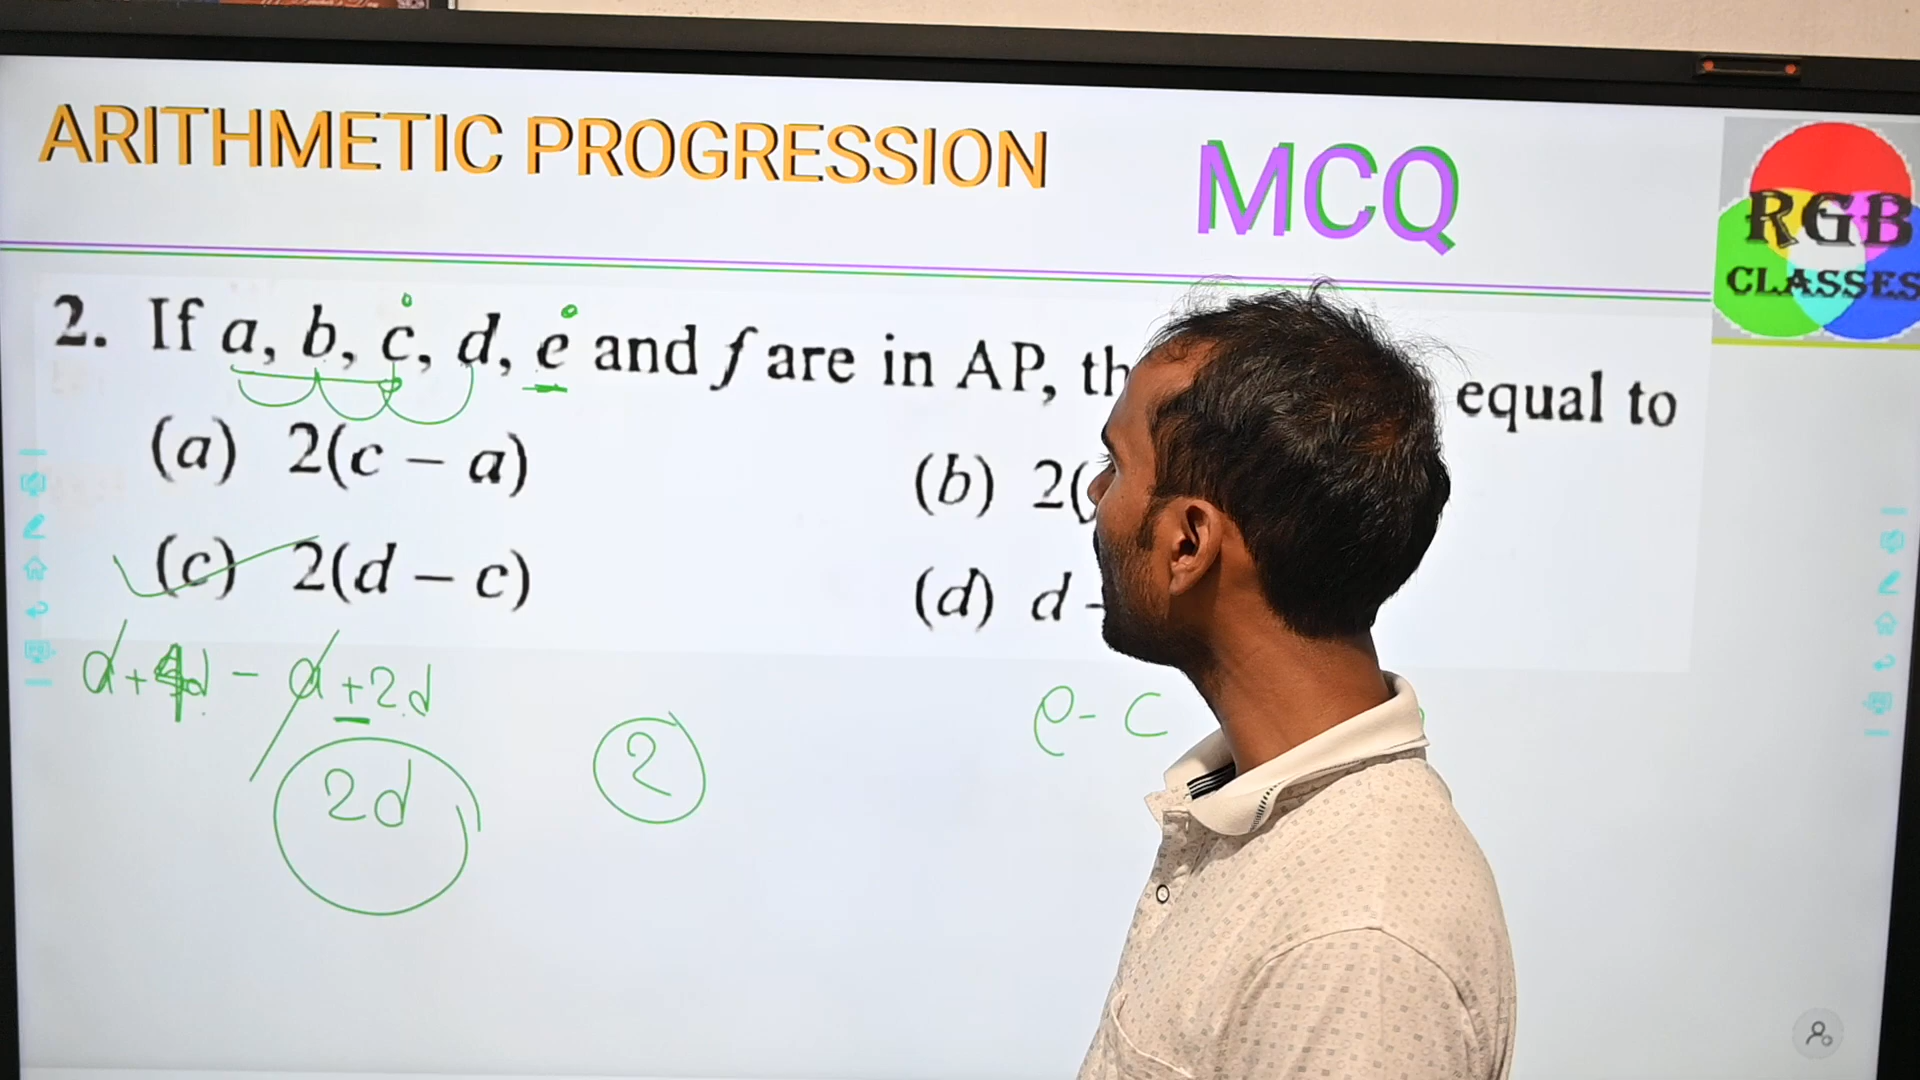 ARITHMETIC PROGRESSION MCQ
RGB
CLASSES
2. If a, b, c, d, e and f are in AP, th equal to
(a) 2(c – a)
(b) 2(
(c) 2(d – c)
(d) d -
d+4d - d+2d
e- c
2d
2